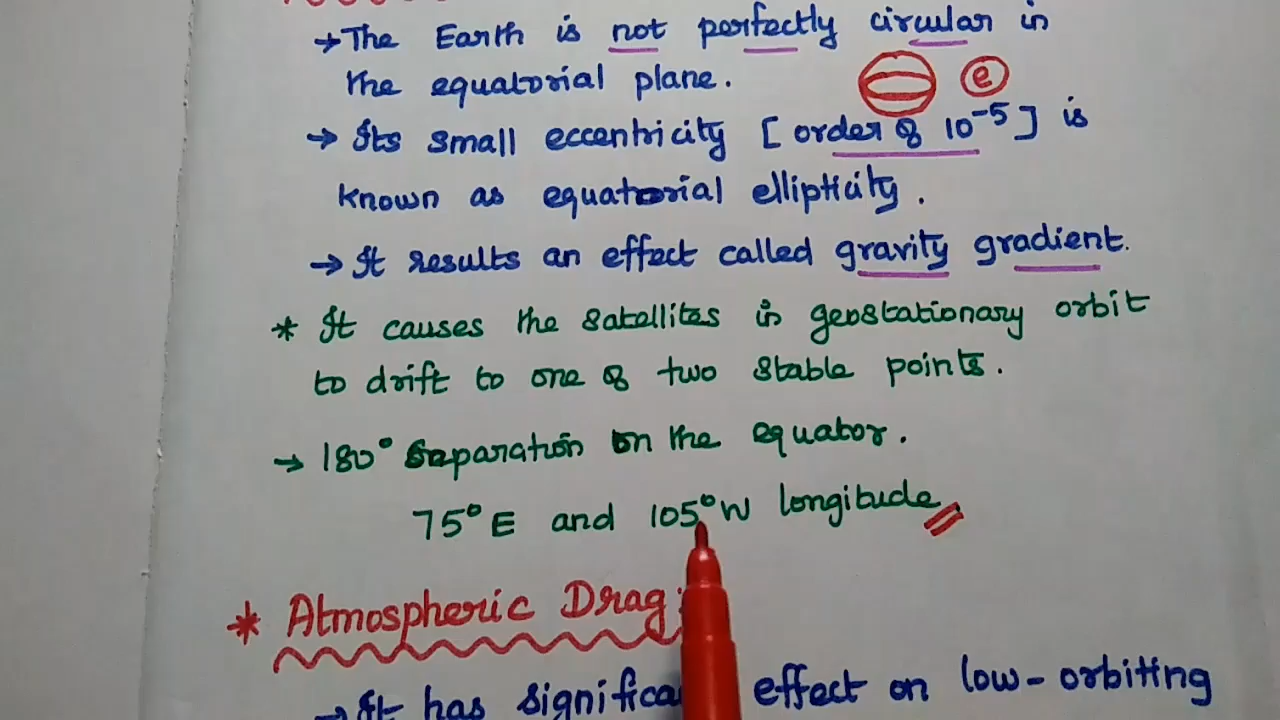 → The Earth is not perfectly circular in
the equatorial plane.
e
→ Its small eccentricity [order of 10⁻⁵] is
known as equatorial ellipticity.
→ It results an effect called gravity gradient.
* It causes the satellites in geostationary orbit
to drift to one of two stable points.
→ 180° Separation on the equator.
75° E and 105° W longitude
* Atmospheric Drag:
→ It has effect on low-orbiting